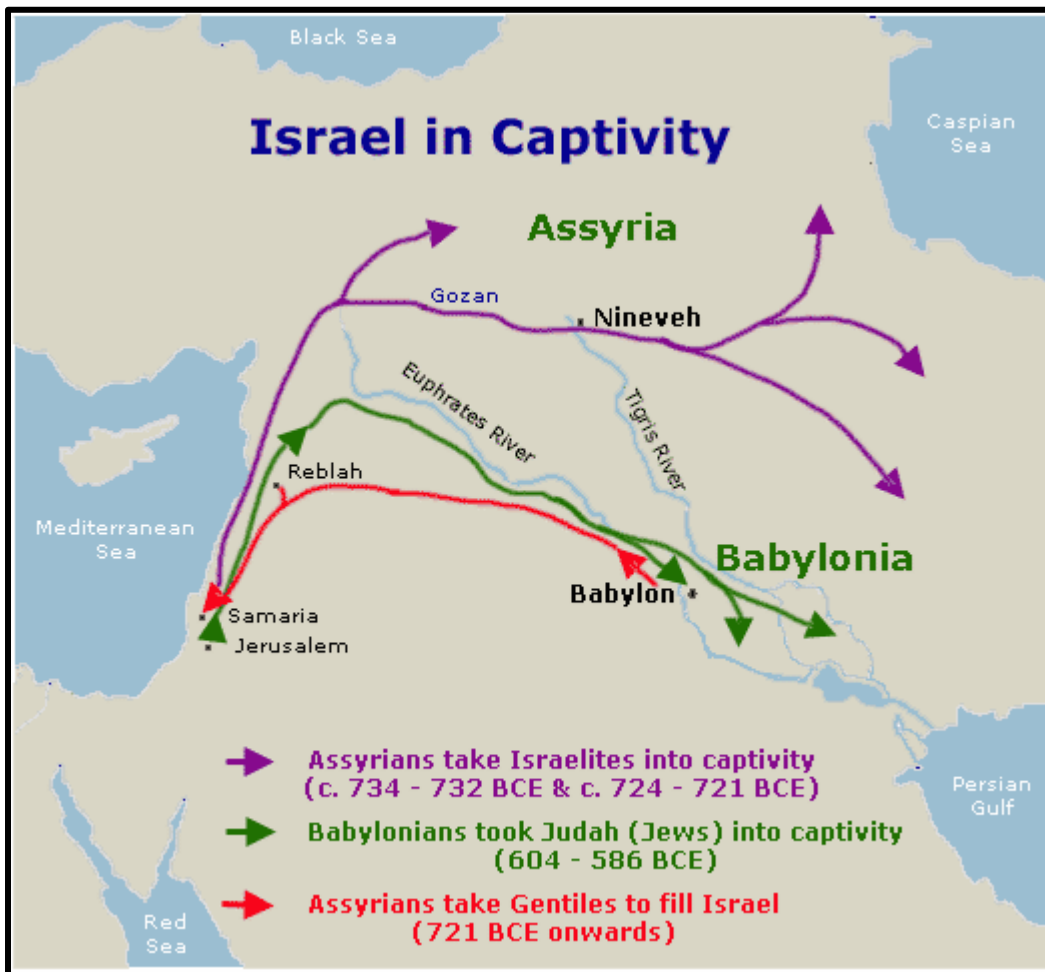 Black Sea
Caspian
Sea
Israel in Captivity
Assyria
Gozan
Nineveh
Euphrates River
Tigris River
Reblah
Mediterranean
Sea
Babylonia
Babylon
Samaria
Jerusalem
Assyrians take Israelites into captivity
(c. 734 - 732 BCE & c. 724 - 721 BCE)
Persian
Gulf
Babylonians took Judah (Jews) into captivity
(604 - 586 BCE)
Assyrians take Gentiles to fill Israel
(721 BCE onwards)
Red
Sea